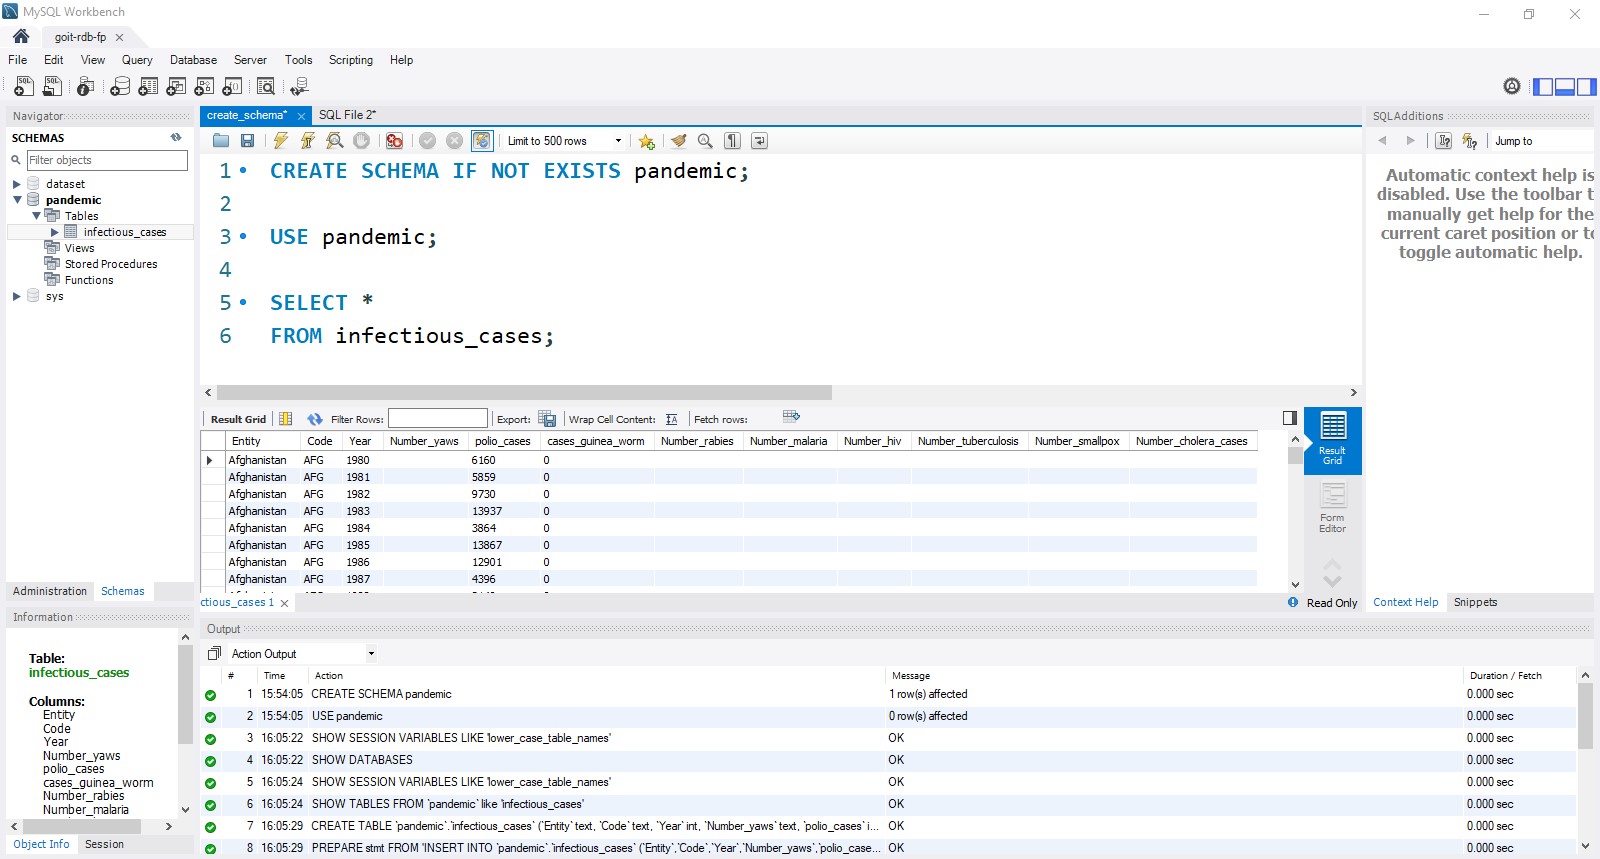 MySQL Workbench
goit-rdb-fp
File Edit View Query Database Server Tools Scripting Help
Navigator
SCHEMAS
Filter objects
dataset
pandemic
Tables
infectious_cases
Views
Stored Procedures
Functions
sys
Administration Schemas
Information
Table:
infectious_cases
Columns:
Entity
Code
Year
Number_yaws
polio_cases
cases_guinea_worm
Number_rabies
Number_malaria
Object Info Session
create_schema* SQL File 2*
Limit to 500 rows
1 CREATE SCHEMA IF NOT EXISTS pandemic;
2
3 USE pandemic;
4
5 SELECT *
6 FROM infectious_cases;
Result Grid Filter Rows: Export: Wrap Cell Content: Fetch rows:
Entity Code Year Number_yaws polio_cases cases_guinea_worm Number_rabies Number_malaria Number_hiv Number_tuberculosis Number_smallpox Number_cholera_cases
Afghanistan AFG 1980 6160 0
Afghanistan AFG 1981 5859 0
Afghanistan AFG 1982 9730 0
Afghanistan AFG 1983 13937 0
Afghanistan AFG 1984 3864 0
Afghanistan AFG 1985 13867 0
Afghanistan AFG 1986 12901 0
Afghanistan AFG 1987 4396 0
Result
Grid
Form
Editor
ctious_cases 1
Read Only
Output
Action Output
# Time Action Message Duration / Fetch
1 15:54:05 CREATE SCHEMA pandemic 1 row(s) affected 0.000 sec
2 15:54:05 USE pandemic 0 row(s) affected 0.000 sec
3 16:05:22 SHOW SESSION VARIABLES LIKE 'lower_case_table_names' OK 0.000 sec
4 16:05:22 SHOW DATABASES OK 0.000 sec
5 16:05:24 SHOW SESSION VARIABLES LIKE 'lower_case_table_names' OK 0.000 sec
6 16:05:24 SHOW TABLES FROM `pandemic` like 'infectious_cases' OK 0.000 sec
7 16:05:29 CREATE TABLE `pandemic`.`infectious_cases` (`Entity` text, `Code` text, `Year` int, `Number_yaws` text, `polio_cases` i... OK 0.000 sec
8 16:05:29 PREPARE stmt FROM 'INSERT INTO `pandemic`.`infectious_cases` (`Entity`,`Code`,`Year`,`Number_yaws`,`polio_case... OK 0.000 sec
SQLAdditions
Jump to
Automatic context help is
disabled. Use the toolbar t
manually get help for the
current caret position or to
toggle automatic help.
Context Help Snippets